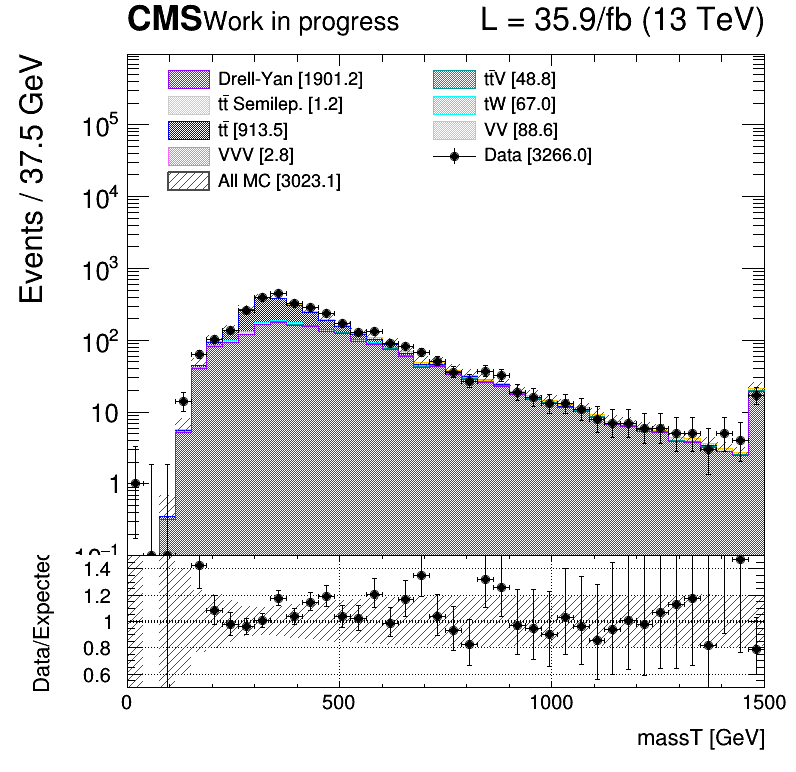 CMS Work in progress L = 35.9/fb (13 TeV)
Events / 37.5 GeV
Drell-Yan [1901.2]
tt̄ Semilep. [1.2]
tt̄ [913.5]
VVV [2.8]
All MC [3023.1]
tt̄V [48.8]
tW [67.0]
VV [88.6]
Data [3266.0]
10⁵
10⁴
10³
10²
10
1
10⁻¹
Data/Expected
1.4
1.2
1
0.8
0.6
0 500 1000 1500
massT [GeV]